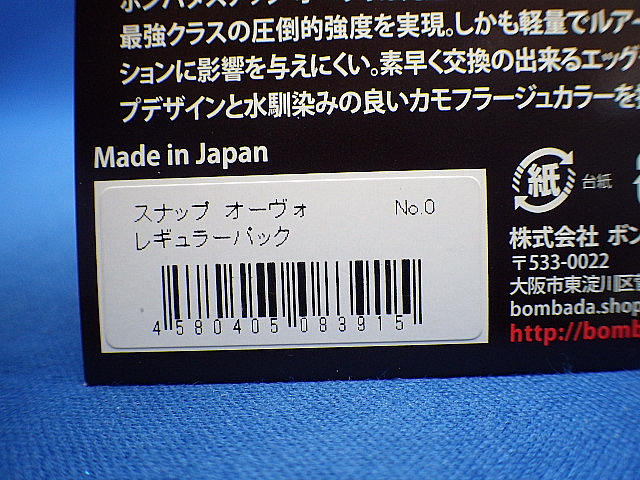 最強クラスの圧倒的強度を実現。しかも軽量でルアー
ションに影響を与えにくい。素早く交換の出来るエッグ
プデザインと水馴染みの良いカモフラージュカラーを
Made in Japan
スナップ オーヴォ No.0
レギュラーパック
4580405083915
紙
台紙
株式会社 ボン
〒533-0022
大阪市東淀川区
bombada.shop
http://bomb